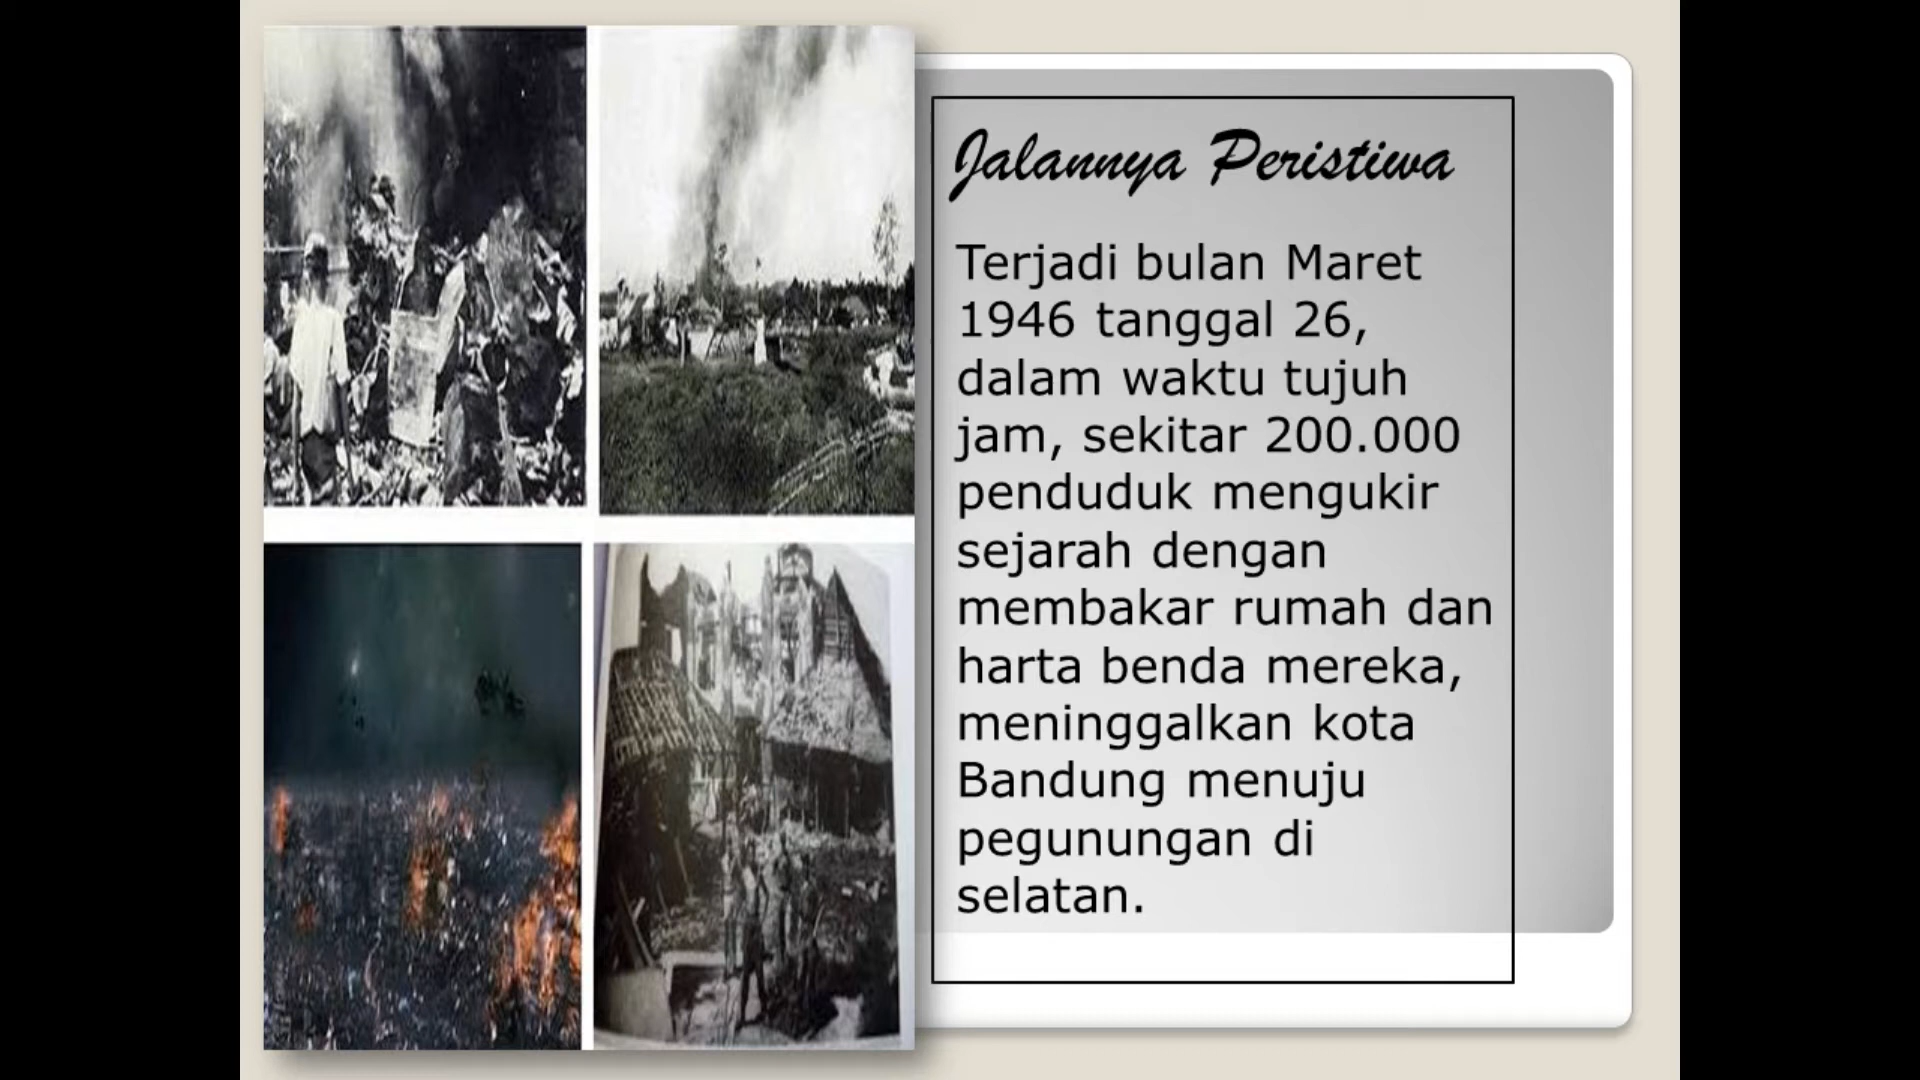 Jalannya Peristiwa
Terjadi bulan Maret
1946 tanggal 26,
dalam waktu tujuh
jam, sekitar 200.000
penduduk mengukir
sejarah dengan
membakar rumah dan
harta benda mereka,
meninggalkan kota
Bandung menuju
pegunungan di
selatan.